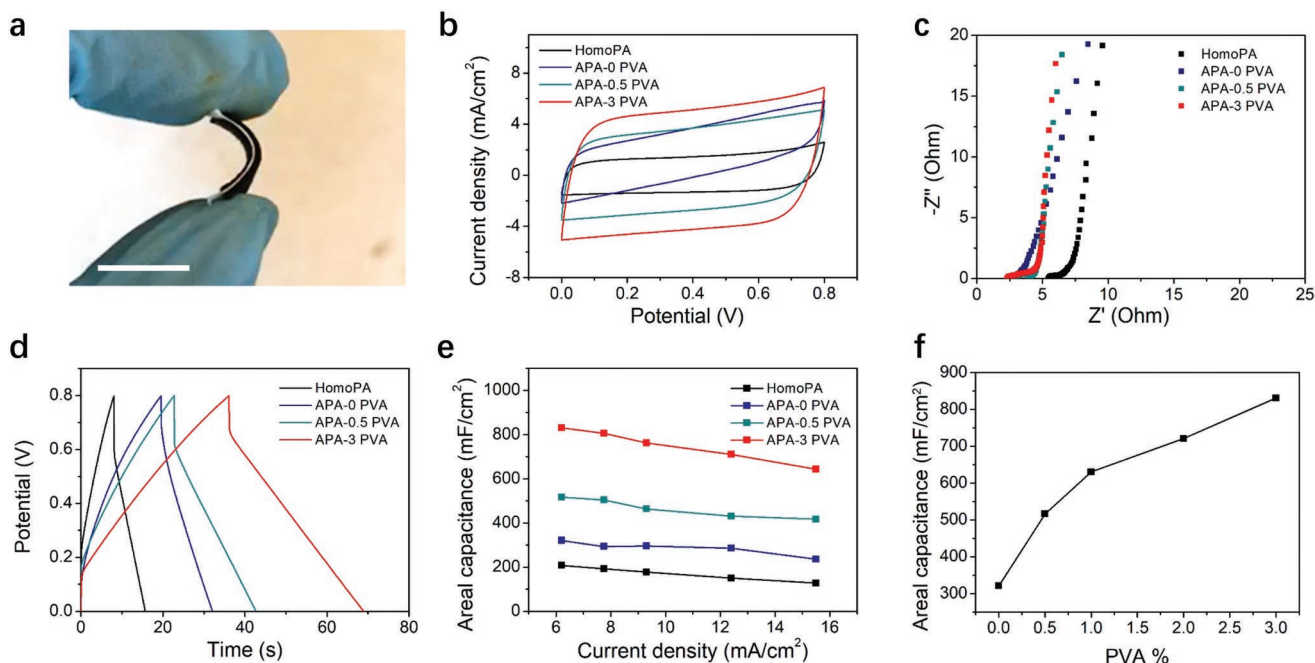 a
b
Current density (mA/cm²)
8
4
0
-4
-8
HomoPA
APA-0 PVA
APA-0.5 PVA
APA-3 PVA
0.0 0.2 0.4 0.6 0.8
Potential (V)
c
-Z'' (Ohm)
20
15
10
5
0
HomoPA
APA-0 PVA
APA-0.5 PVA
APA-3 PVA
0 5 10 15 20 25
Z' (Ohm)
d
Potential (V)
0.8
0.6
0.4
0.2
0.0
HomoPA
APA-0 PVA
APA-0.5 PVA
APA-3 PVA
0 20 40 60 80
Time (s)
e
Areal capacitance (mF/cm²)
1000
800
600
400
200
0
HomoPA
APA-0 PVA
APA-0.5 PVA
APA-3 PVA
6 8 10 12 14 16
Current density (mA/cm²)
f
Areal capacitance (mF/cm²)
900
800
700
600
500
400
300
0.0 0.5 1.0 1.5 2.0 2.5 3.0
PVA %